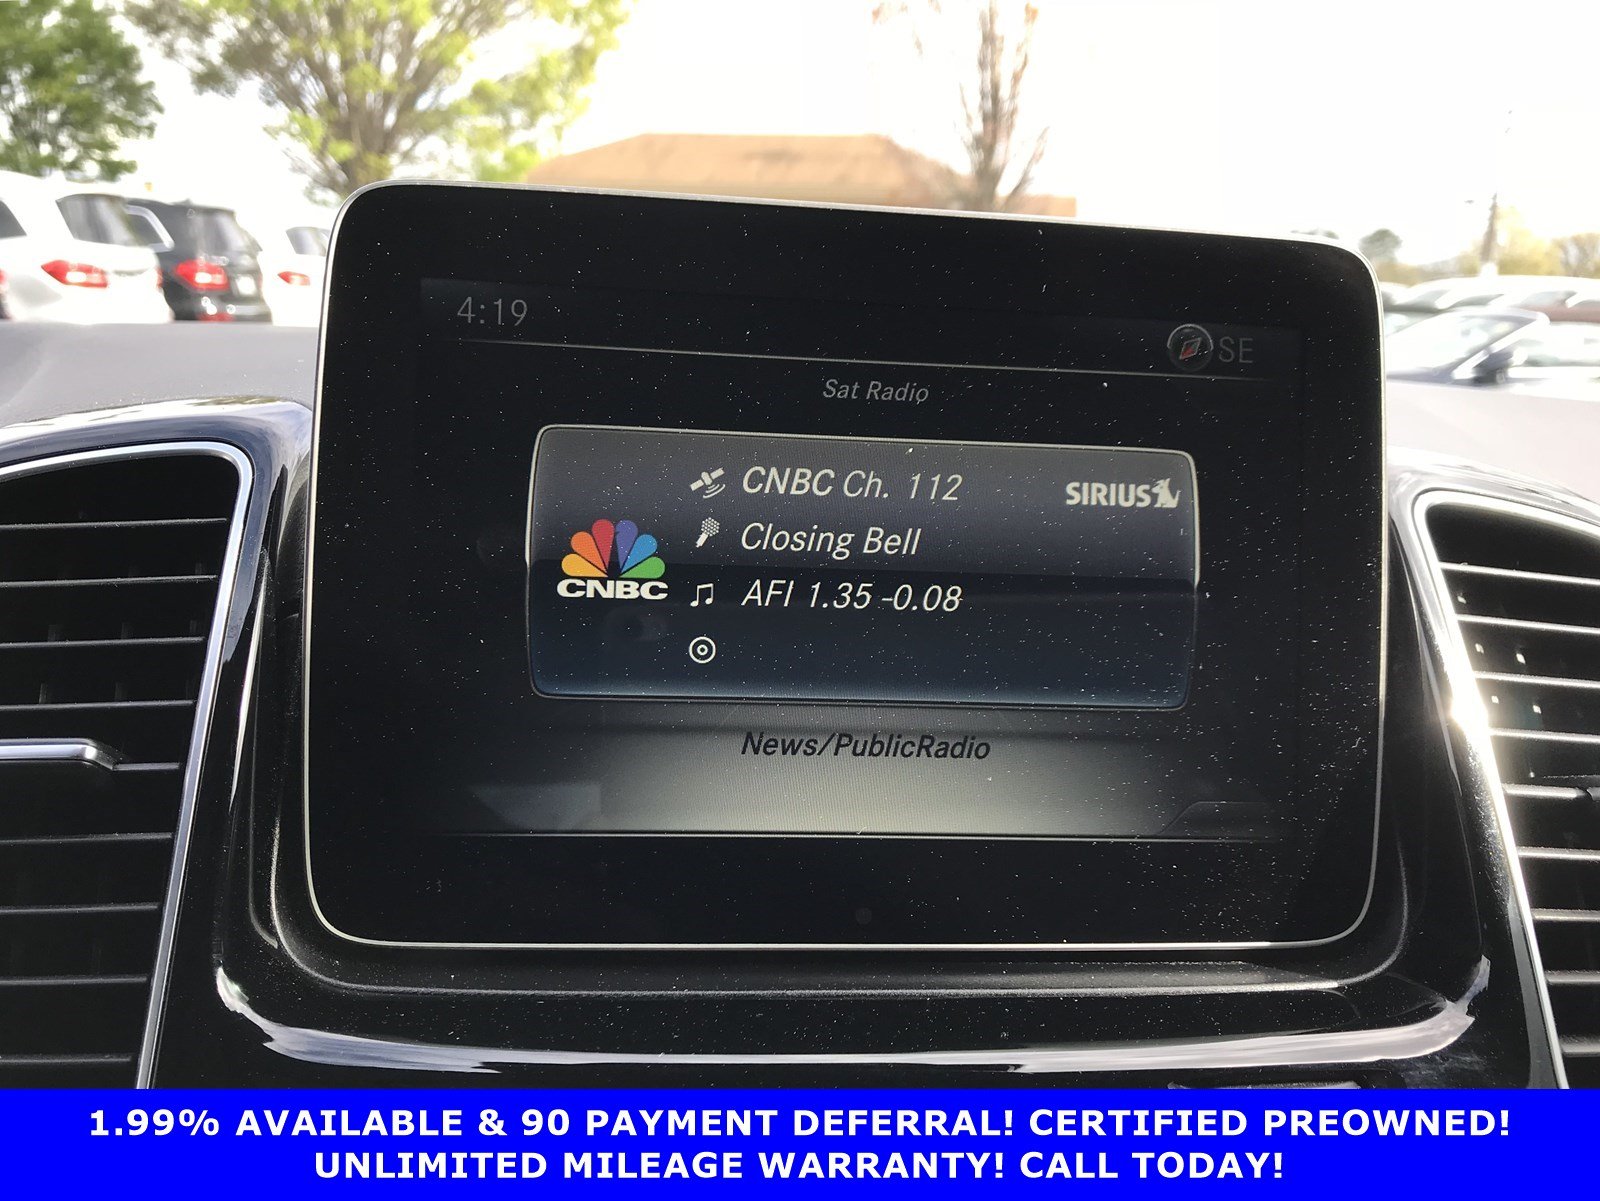 4:19
SE
Sat Radio
CNBC Ch. 112
SIRIUS
Closing Bell
CNBC
AFI 1.35 -0.08
News/PublicRadio
1.99% AVAILABLE & 90 PAYMENT DEFERRAL! CERTIFIED PREOWNED!
UNLIMITED MILEAGE WARRANTY! CALL TODAY!